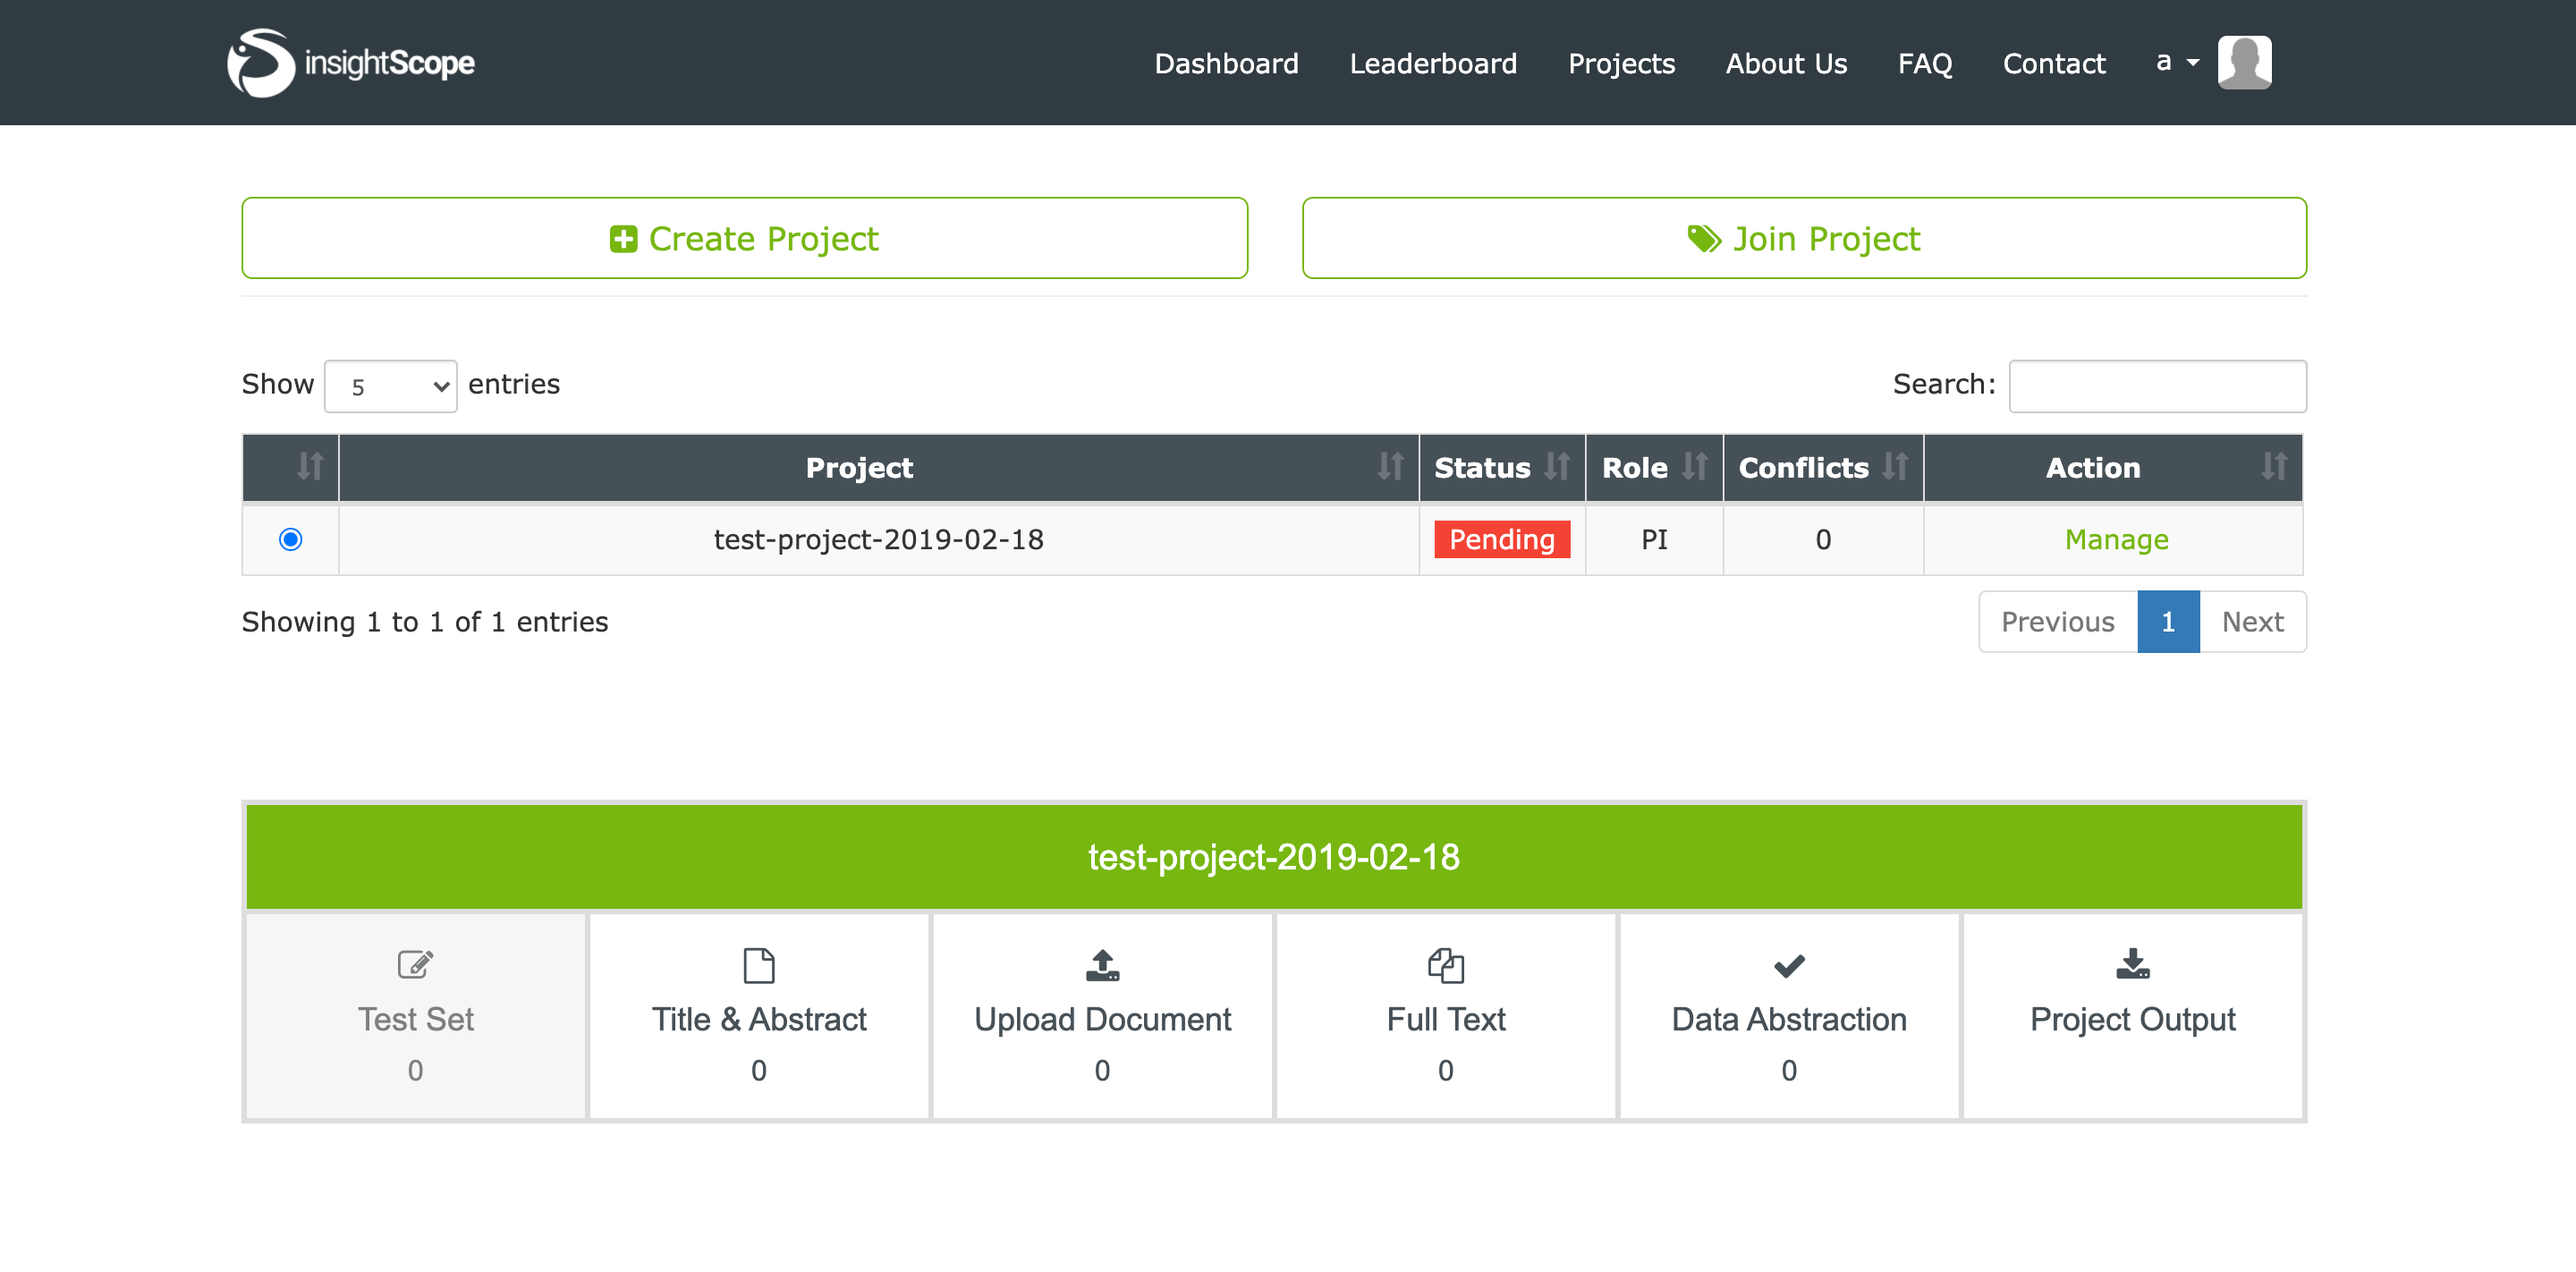 insightScope
Dashboard Leaderboard Projects About Us FAQ Contact a
Create Project Join Project
Show 5 entries Search:
Project Status Role Conflicts Action
test-project-2019-02-18 Pending PI 0 Manage
Showing 1 to 1 of 1 entries Previous 1 Next
test-project-2019-02-18
Test Set Title & Abstract Upload Document Full Text Data Abstraction Project Output
0 0 0 0 0